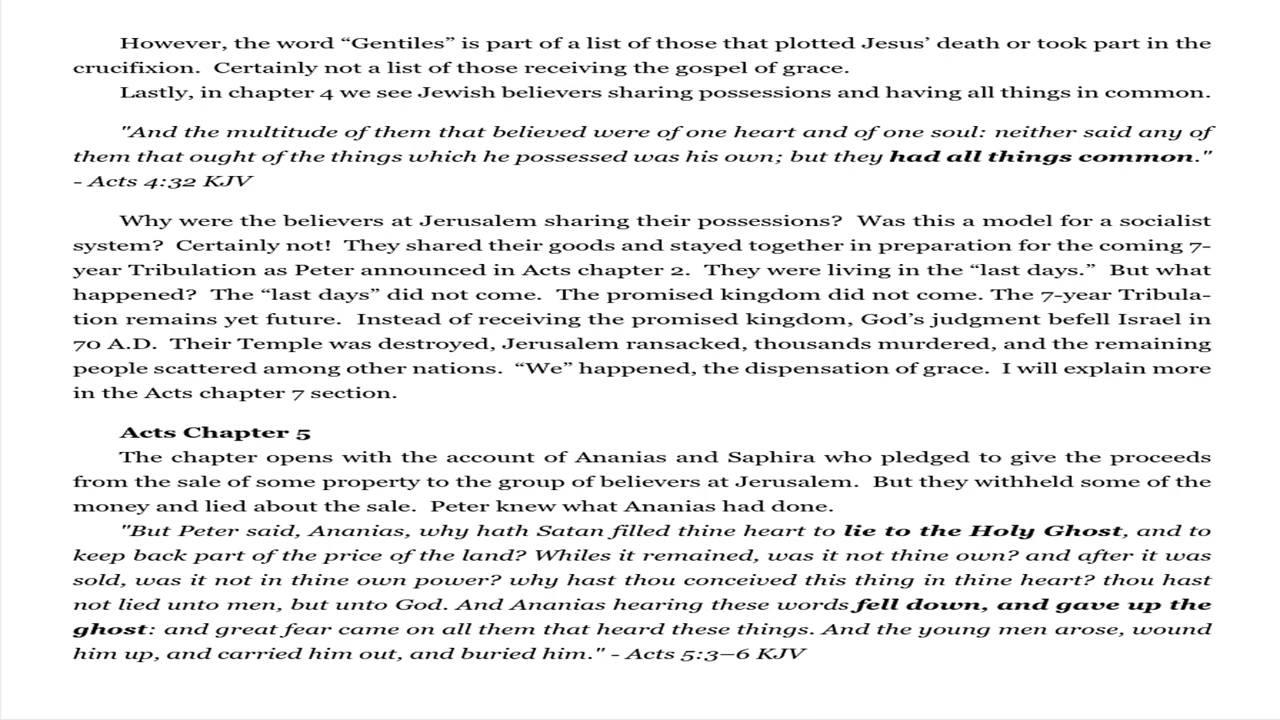 However, the word “Gentiles” is part of a list of those that plotted Jesus’ death or took part in the
crucifixion. Certainly not a list of those receiving the gospel of grace.
Lastly, in chapter 4 we see Jewish believers sharing possessions and having all things in common.
"And the multitude of them that believed were of one heart and of one soul: neither said any of
them that ought of the things which he possessed was his own; but they had all things common."
- Acts 4:32 KJV
Why were the believers at Jerusalem sharing their possessions? Was this a model for a socialist
system? Certainly not! They shared their goods and stayed together in preparation for the coming 7-
year Tribulation as Peter announced in Acts chapter 2. They were living in the “last days.” But what
happened? The “last days” did not come. The promised kingdom did not come. The 7-year Tribula-
tion remains yet future. Instead of receiving the promised kingdom, God’s judgment befell Israel in
70 A.D. Their Temple was destroyed, Jerusalem ransacked, thousands murdered, and the remaining
people scattered among other nations. “We” happened, the dispensation of grace. I will explain more
in the Acts chapter 7 section.
Acts Chapter 5
The chapter opens with the account of Ananias and Saphira who pledged to give the proceeds
from the sale of some property to the group of believers at Jerusalem. But they withheld some of the
money and lied about the sale. Peter knew what Ananias had done.
"But Peter said, Ananias, why hath Satan filled thine heart to lie to the Holy Ghost, and to
keep back part of the price of the land? Whiles it remained, was it not thine own? and after it was
sold, was it not in thine own power? why hast thou conceived this thing in thine heart? thou hast
not lied unto men, but unto God. And Ananias hearing these words fell down, and gave up the
ghost: and great fear came on all them that heard these things. And the young men arose, wound
him up, and carried him out, and buried him." - Acts 5:3–6 KJV